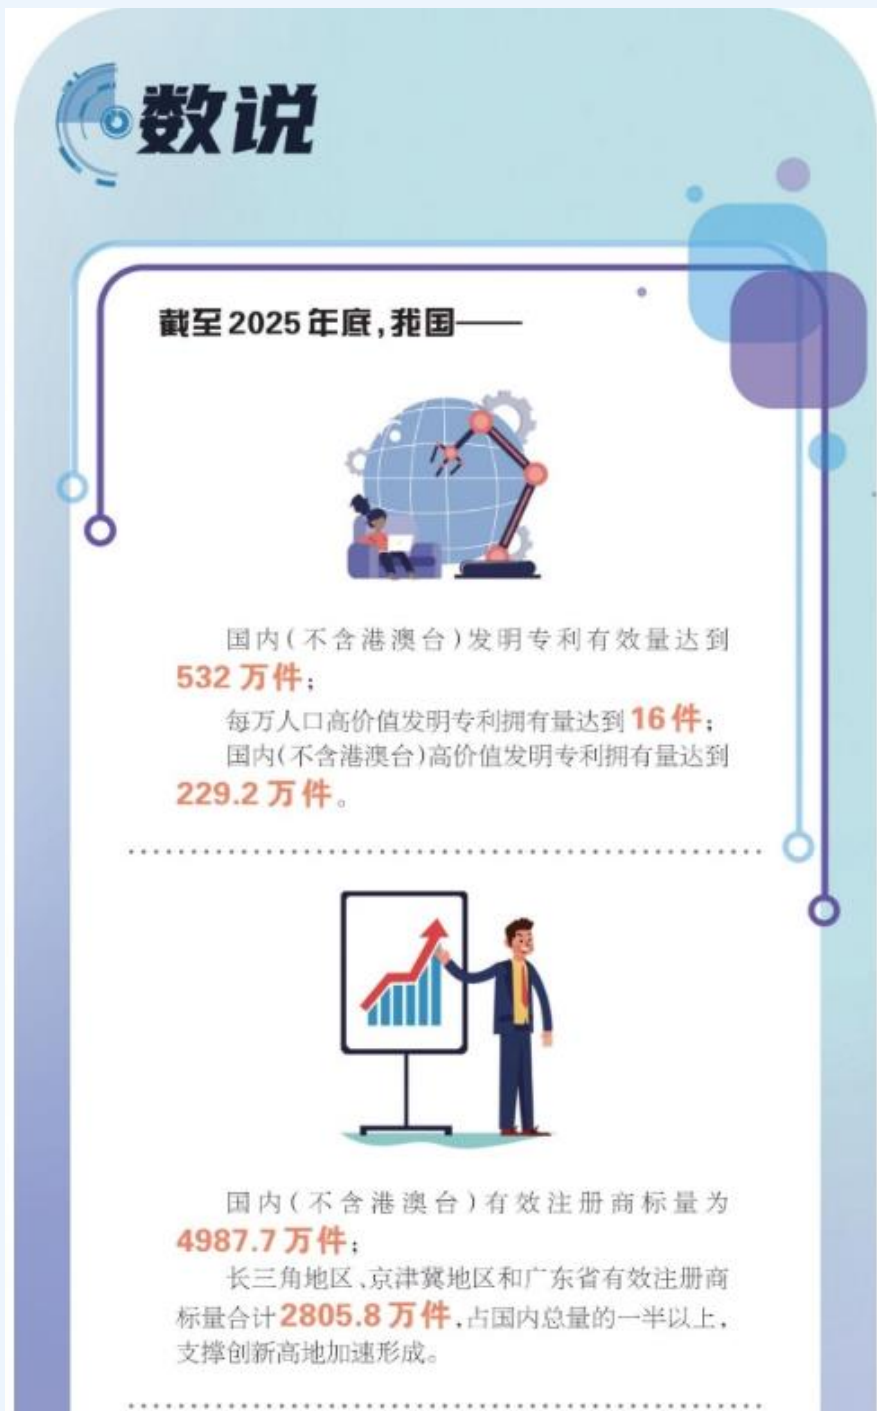 数说
截至2025年底,我国——
国内(不含港澳台)发明专利有效量达到
532万件;
每万人口高价值发明专利拥有量达到16件;
国内(不含港澳台)高价值发明专利拥有量达到
229.2万件。
国内(不含港澳台)有效注册商标量为
4987.7万件;
长三角地区、京津冀地区和广东省有效注册商
标量合计2805.8万件,占国内总量的一半以上,
支撑创新高地加速形成。